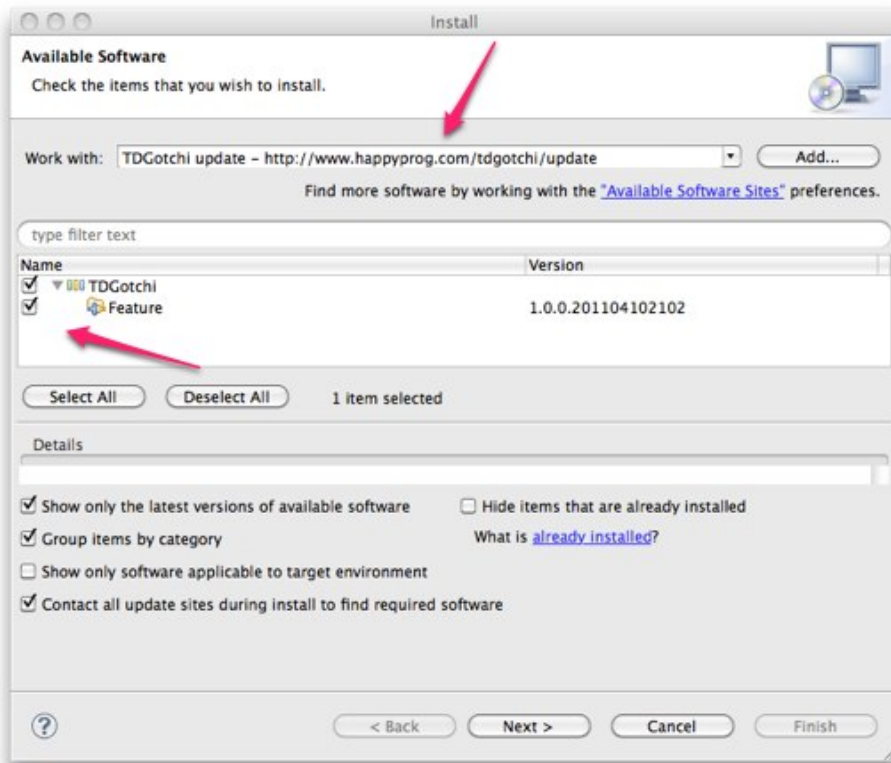 Install
Available Software
Check the items that you wish to install.
Work with: TDGotchi update - http://www.happyprog.com/tdgotchi/update Add...
Find more software by working with the "Available Software Sites" preferences.
type filter text
Name Version
TDGotchi
Feature 1.0.0.201104102102
Select All Deselect All 1 item selected
Details
Show only the latest versions of available software Hide items that are already installed
Group items by category What is already installed?
Show only software applicable to target environment
Contact all update sites during install to find required software
? < Back Next > Cancel Finish